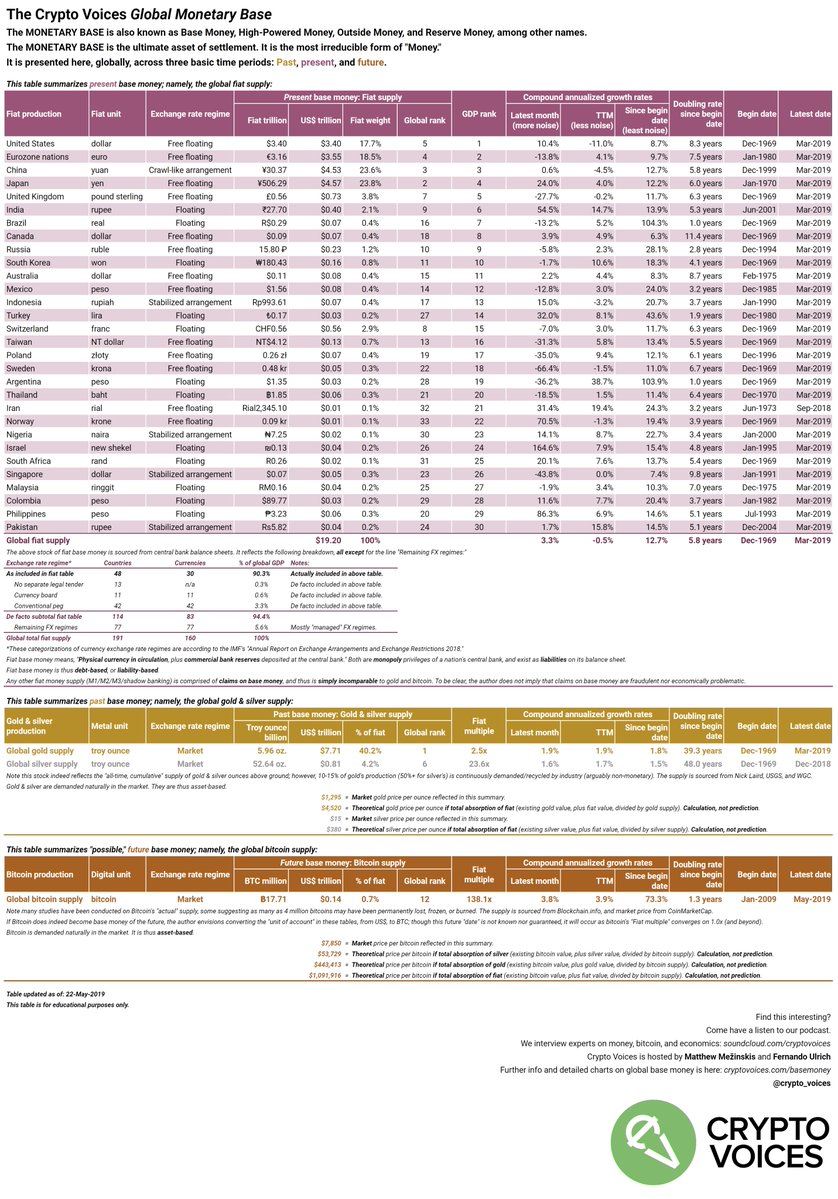 The Crypto Voices Global Monetary Base
The MONETARY BASE is also known as Base Money, High-Powered Money, Outside Money, and Reserve Money, among other names.
The MONETARY BASE is the ultimate asset of settlement. It is the most irreducible form of "Money."
It is presented here, globally, across three basic time periods: Past, present, and future.
This table summarizes present base money; namely, the global fiat supply:
Present base money: Fiat supply Compound annualized growth rates
Fiat production Fiat unit Exchange rate regime Fiat trillion US$ trillion Fiat weight Global rank GDP rank Latest month (more noise) TTM (less noise) Since begin date (least noise) Doubling rate since begin date Begin date Latest date
United States dollar Free floating $3.40 $3.40 17.7% 5 1 10.4% -11.0% 8.7% 8.3 years Dec-1969 Mar-2019
Eurozone nations euro Free floating €3.16 $3.55 18.5% 4 2 -13.8% 4.1% 9.7% 7.5 years Jan-1980 Mar-2019
China yuan Crawl-like arrangement ¥30.37 $4.53 23.6% 3 3 0.6% -4.5% 12.7% 5.8 years Dec-1999 Mar-2019
Japan yen Free floating ¥506.29 $4.57 23.8% 2 4 24.0% 4.0% 12.2% 6.0 years Jan-1970 Mar-2019
United Kingdom pound sterling Free floating £0.56 $0.73 3.8% 7 5 -27.7% -0.2% 11.7% 6.3 years Dec-1969 Mar-2019
India rupee Floating ₹27.70 $0.40 2.1% 9 6 54.5% 14.7% 13.9% 5.3 years Jun-2001 Mar-2019
Brazil real Floating R$0.29 $0.07 0.4% 16 7 -13.2% 5.2% 104.3% 1.0 years Dec-1969 Mar-2019
Canada dollar Free floating $0.09 $0.07 0.4% 18 8 3.9% 4.9% 6.3% 11.4 years Dec-1969 Mar-2019
Russia ruble Free floating 15.80 ₽ $0.23 1.2% 10 9 -5.8% 2.3% 28.1% 2.8 years Dec-1994 Mar-2019
South Korea won Floating ₩180.43 $0.16 0.8% 11 10 -1.7% 10.6% 18.3% 4.1 years Dec-1969 Mar-2019
Australia dollar Free floating $0.11 $0.08 0.4% 15 11 2.2% 4.4% 8.3% 8.7 years Feb-1975 Mar-2019
Mexico peso Free floating $1.56 $0.08 0.4% 14 12 -12.8% 3.0% 24.0% 3.2 years Dec-1985 Mar-2019
Indonesia rupiah Stabilized arrangement Rp993.61 $0.07 0.4% 17 13 15.0% -3.2% 20.7% 3.7 years Jan-1990 Mar-2019
Turkey lira Floating ₺0.17 $0.03 0.2% 27 14 32.0% 8.1% 43.6% 1.9 years Dec-1980 Mar-2019
Switzerland franc Floating CHF0.56 $0.56 2.9% 8 15 -7.0% 3.0% 11.7% 6.3 years Dec-1969 Mar-2019
Taiwan NT dollar Free floating NT$4.12 $0.13 0.7% 13 16 -31.3% 5.8% 13.4% 5.5 years Dec-1969 Mar-2019
Poland złoty Free floating 0.26 zł $0.07 0.4% 19 17 -35.0% 9.4% 12.1% 6.1 years Dec-1996 Mar-2019
Sweden krona Free floating 0.48 kr $0.05 0.3% 22 18 -66.4% -1.5% 11.0% 6.7 years Dec-1969 Mar-2019
Argentina peso Floating $1.35 $0.03 0.2% 28 19 -36.2% 38.7% 103.9% 1.0 years Dec-1969 Mar-2019
Thailand baht Floating ฿1.85 $0.06 0.3% 21 20 -18.5% 1.5% 11.4% 6.4 years Dec-1970 Mar-2019
Iran rial Free floating Rial2,345.10 $0.01 0.1% 32 21 31.4% 19.4% 24.3% 3.2 years Jun-1973 Sep-2018
Norway krone Free floating 0.09 kr $0.01 0.1% 33 22 70.5% -1.3% 19.4% 3.9 years Dec-1969 Mar-2019
Nigeria naira Stabilized arrangement ₦7.25 $0.02 0.1% 30 23 14.1% 8.7% 22.7% 3.4 years Jan-2000 Mar-2019
Israel new shekel Floating ₪0.13 $0.04 0.2% 26 24 164.6% 7.9% 15.4% 4.8 years Jan-1995 Mar-2019
South Africa rand Floating R0.26 $0.02 0.1% 31 25 20.1% 7.6% 13.7% 5.4 years Dec-1969 Mar-2019
Singapore dollar Stabilized arrangement $0.07 $0.05 0.3% 23 26 -43.8% 0.0% 7.4% 9.8 years Jan-1991 Mar-2019
Malaysia ringgit Floating RM0.16 $0.04 0.2% 25 27 -1.9% 3.4% 10.3% 7.0 years Dec-1975 Mar-2019
Colombia peso Floating $89.77 $0.03 0.2% 29 28 11.6% 7.7% 20.4% 3.7 years Jan-1982 Mar-2019
Philippines peso Floating ₱3.23 $0.06 0.3% 20 29 86.3% 6.9% 14.6% 5.1 years Jul-1993 Mar-2019
Pakistan rupee Stabilized arrangement Rs5.82 $0.04 0.2% 24 30 1.7% 15.8% 14.5% 5.1 years Dec-2004 Mar-2019
Global fiat supply $19.20 100% 3.3% -0.5% 12.7% 5.8 years Dec-1969 Mar-2019
The above stock of fiat base money is sourced from central bank balance sheets. It reflects the following breakdown, all except for the line "Remaining FX regimes:"
Exchange rate regime* Countries Currencies % of global GDP Notes:
As included in fiat table 48 30 90.3% Actually included in above table.
No separate legal tender 13 n/a 0.3% De facto included in above table.
Currency board 11 11 0.6% De facto included in above table.
Conventional peg 42 42 3.3% De facto included in above table.
De facto subtotal fiat table 114 83 94.4%
Remaining FX regimes 77 77 5.6% Mostly "managed" FX regimes.
Global total fiat supply 191 160 100%
*These categorizations of currency exchange rate regimes are according to the IMF's "Annual Report on Exchange Arrangements and Exchange Restrictions 2018."
Fiat base money means, "Physical currency in circulation, plus commercial bank reserves deposited at the central bank." Both are monopoly privileges of a nation's central bank, and exist as liabilities on its balance sheet.
Fiat base money is thus debt-based, or liability-based.
Any other fiat money supply (M1/M2/M3/shadow banking) is comprised of claims on base money, and thus is simply incomparable to gold and bitcoin. To be clear, the author does not imply that claims on base money are fraudulent nor economically problematic.
This table summarizes past base money; namely, the global gold & silver supply:
Past base money: Gold & silver supply Compound annualized growth rates
Gold & silver production Metal unit Exchange rate regime Troy ounce billion US$ trillion % of fiat Global rank Fiat multiple Latest month TTM Since begin date Doubling rate since begin date Begin date Latest date
Global gold supply troy ounce Market 5.96 oz. $7.71 40.2% 1 2.5x 1.9% 1.9% 1.8% 39.3 years Dec-1969 Mar-2019
Global silver supply troy ounce Market 52.64 oz. $0.81 4.2% 6 23.6x 1.6% 1.7% 1.5% 48.0 years Dec-1969 Dec-2018
Note this stock indeed reflects the "all-time, cumulative" supply of gold & silver ounces above ground; however, 10-15% of gold's production (50%+ for silver's) is continuously demanded/recycled by industry (arguably non-monetary). The supply is sourced from Nick Laird, USGS, and WGC.
Gold & silver are demanded naturally in the market. They are thus asset-based.
$1,295 = Market gold price per ounce reflected in this summary.
$4,520 = Theoretical gold price per ounce if total absorption of fiat (existing gold value, plus fiat value, divided by gold supply). Calculation, not prediction.
$15 = Market silver price per ounce reflected in this summary.
$380 = Theoretical silver price per ounce if total absorption of fiat (existing silver value, plus fiat value, divided by silver supply). Calculation, not prediction.
This table summarizes "possible," future base money; namely, the global bitcoin supply:
Future base money: Bitcoin supply Compound annualized growth rates
Bitcoin production Digital unit Exchange rate regime BTC million US$ trillion % of fiat Global rank Fiat multiple Latest month TTM Since begin date Doubling rate since begin date Begin date Latest date
Global bitcoin supply bitcoin Market ₿17.71 $0.14 0.7% 12 138.1x 3.8% 3.9% 73.3% 1.3 years Jan-2009 May-2019
Note many studies have been conducted on Bitcoin's "actual" supply, some suggesting as many as 4 million bitcoins may have been permanently lost, frozen, or burned. The supply is sourced from Blockchain.info, and market price from CoinMarketCap.
If Bitcoin does indeed become base money of the future, the author envisions converting the "unit of account" in these tables, from US$, to BTC; though this future "date" is not known nor guaranteed, it will occur as bitcoin's "Fiat multiple" converges on 1.0x (and beyond).
Bitcoin is demanded naturally in the market. It is thus asset-based.
$7,850 = Market price per bitcoin reflected in this summary.
$53,729 = Theoretical price per bitcoin if total absorption of silver (existing bitcoin value, plus silver value, divided by bitcoin supply). Calculation, not prediction.
$443,413 = Theoretical price per bitcoin if total absorption of gold (existing bitcoin value, plus gold value, divided by bitcoin supply). Calculation, not prediction.
$1,091,916 = Theoretical price per bitcoin if total absorption of fiat (existing bitcoin value, plus fiat value, divided by bitcoin supply). Calculation, not prediction.
Table updated as of: 22-May-2019
This table is for educational purposes only.
Find this interesting?
Come have a listen to our podcast.
We interview experts on money, bitcoin, and economics: soundcloud.com/cryptovoices
Crypto Voices is hosted by Matthew Mežinskis and Fernando Ulrich
Further info and detailed charts on global base money is here: cryptovoices.com/basemoney
@crypto_voices
CRYPTO
VOICES